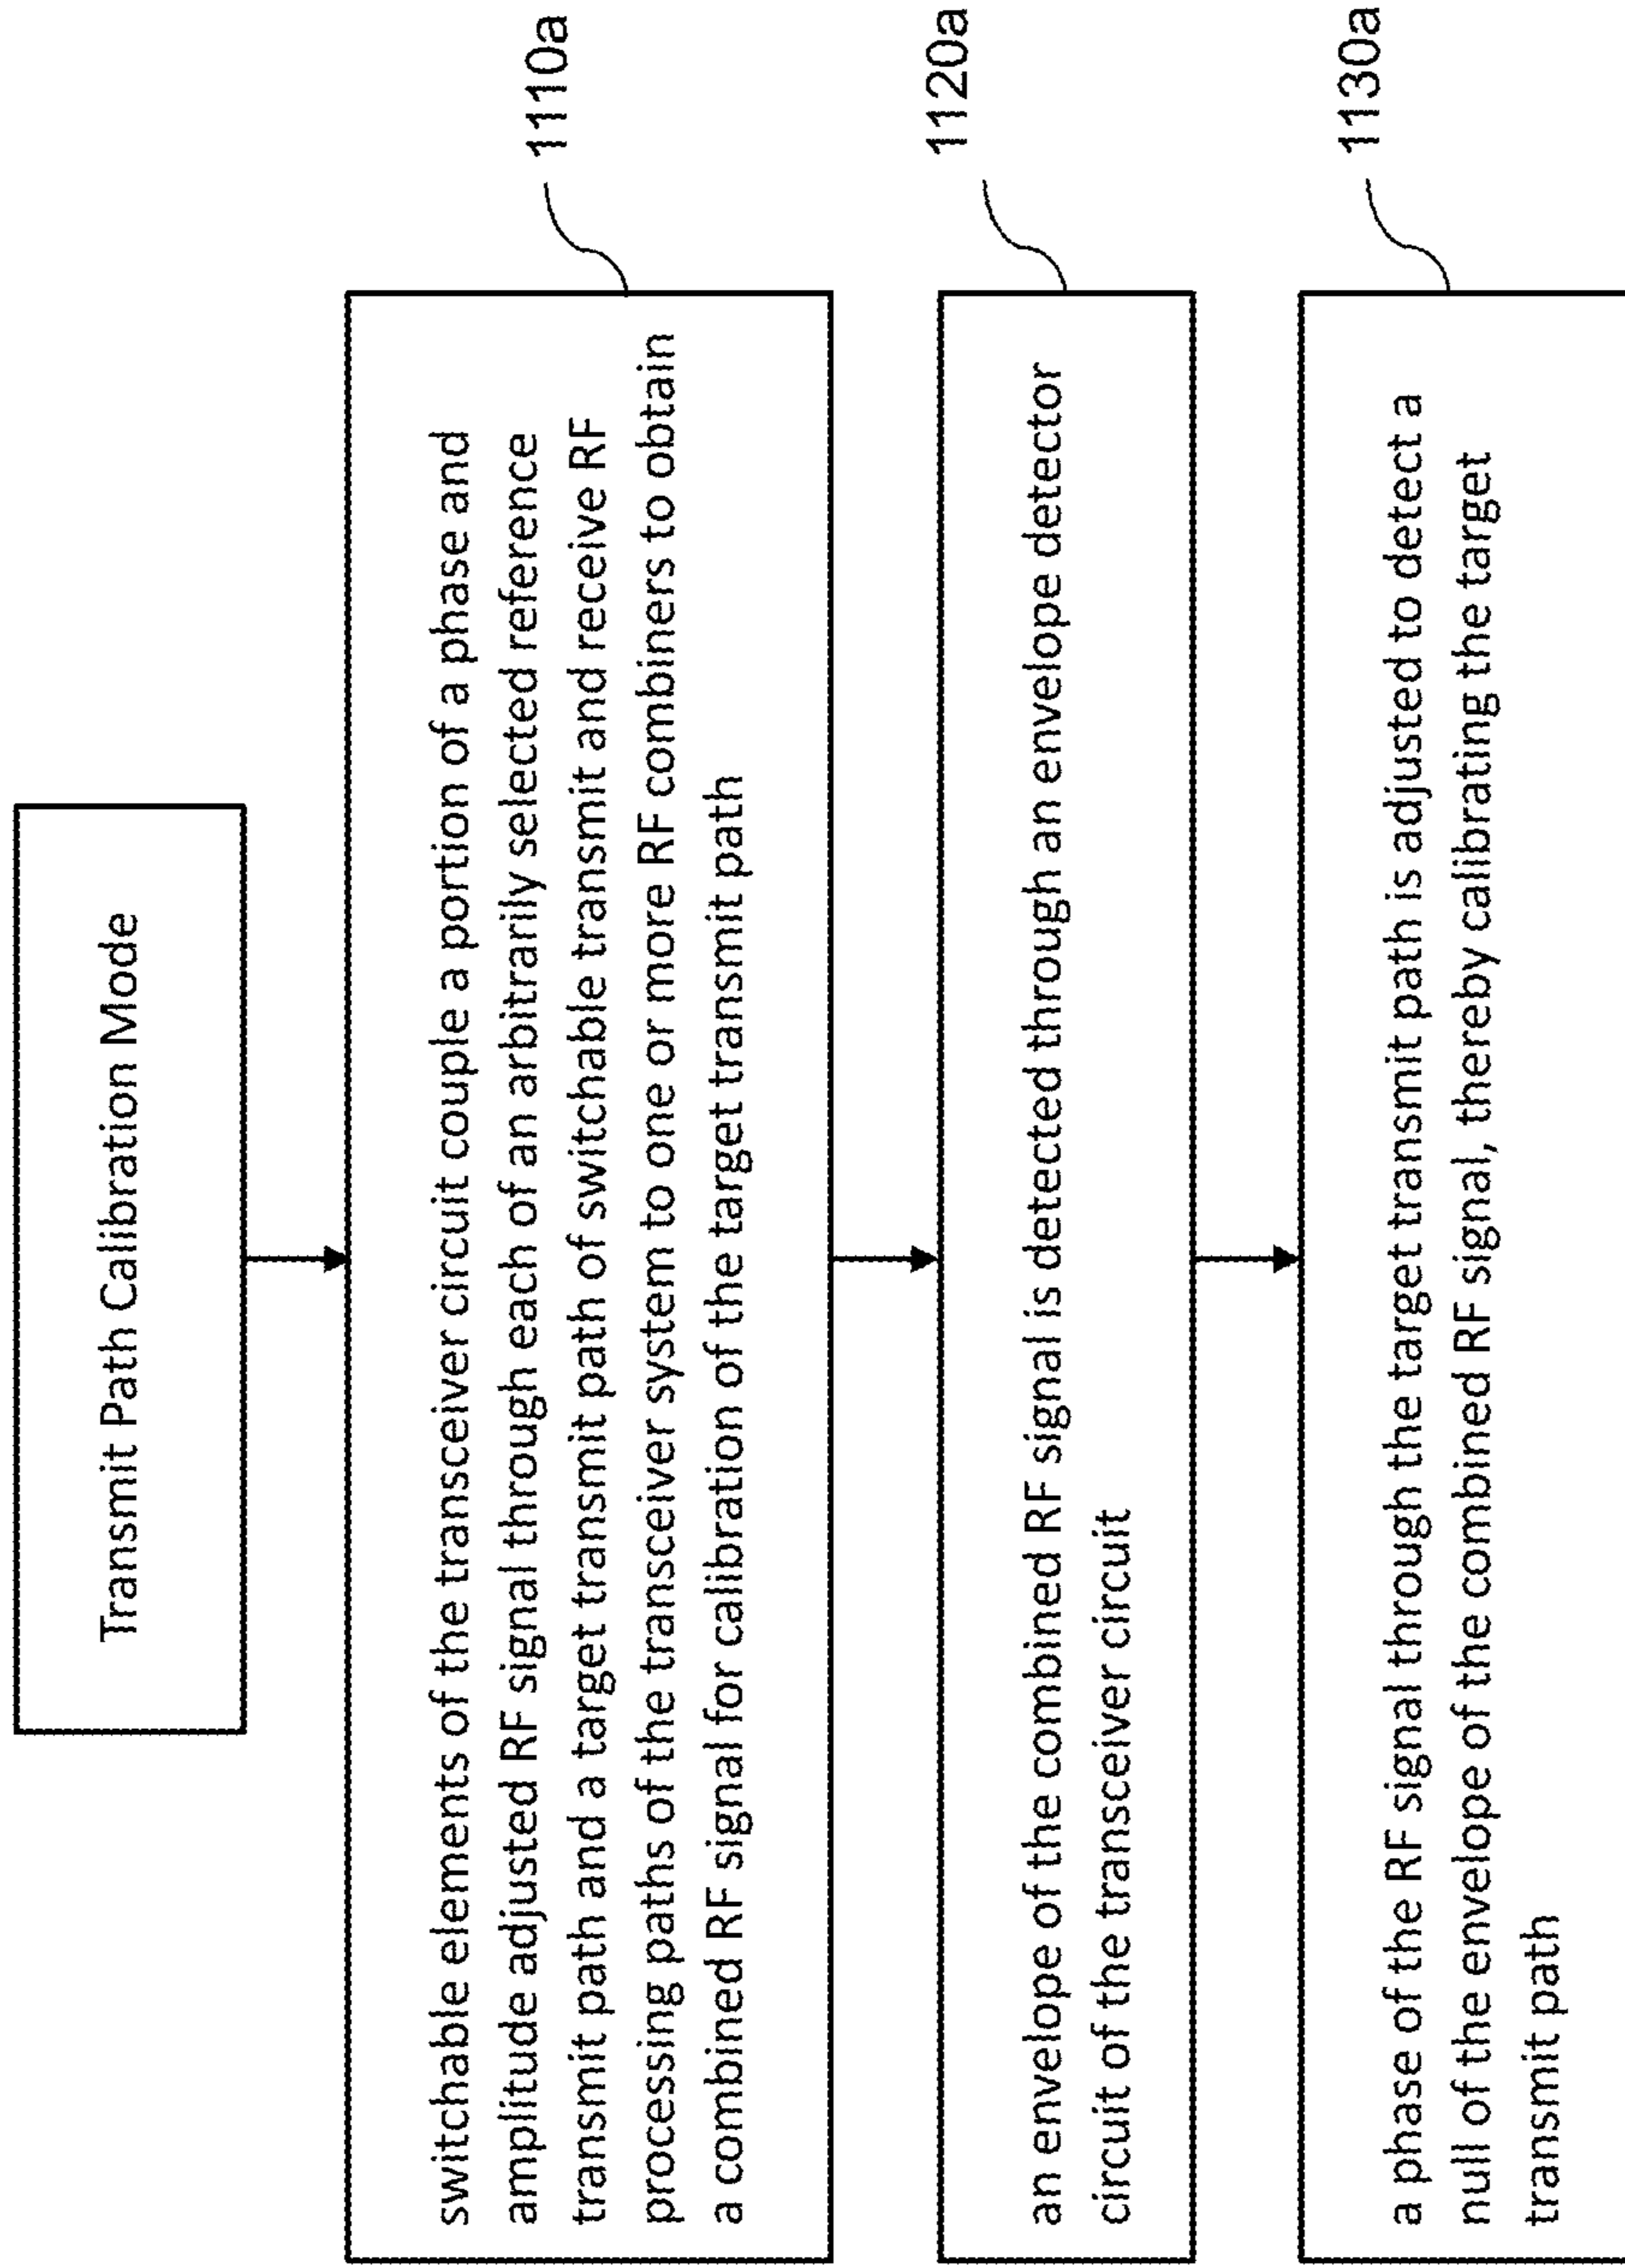 Transmit Path Calibration Mode
switchable elements of the transceiver circuit couple a portion of a phase and
amplitude adjusted RF signal through each of an arbitrarily selected reference
transmit path and a target transmit path of switchable transmit and receive RF
processing paths of the transceiver system to one or more RF combiners to obtain
a combined RF signal for calibration of the target transmit path
1110a
an envelope of the combined RF signal is detected through an envelope detector
circuit of the transceiver circuit
1120a
a phase of the RF signal through the target transmit path is adjusted to detect a
null of the envelope of the combined RF signal, thereby calibrating the target
transmit path
1130a